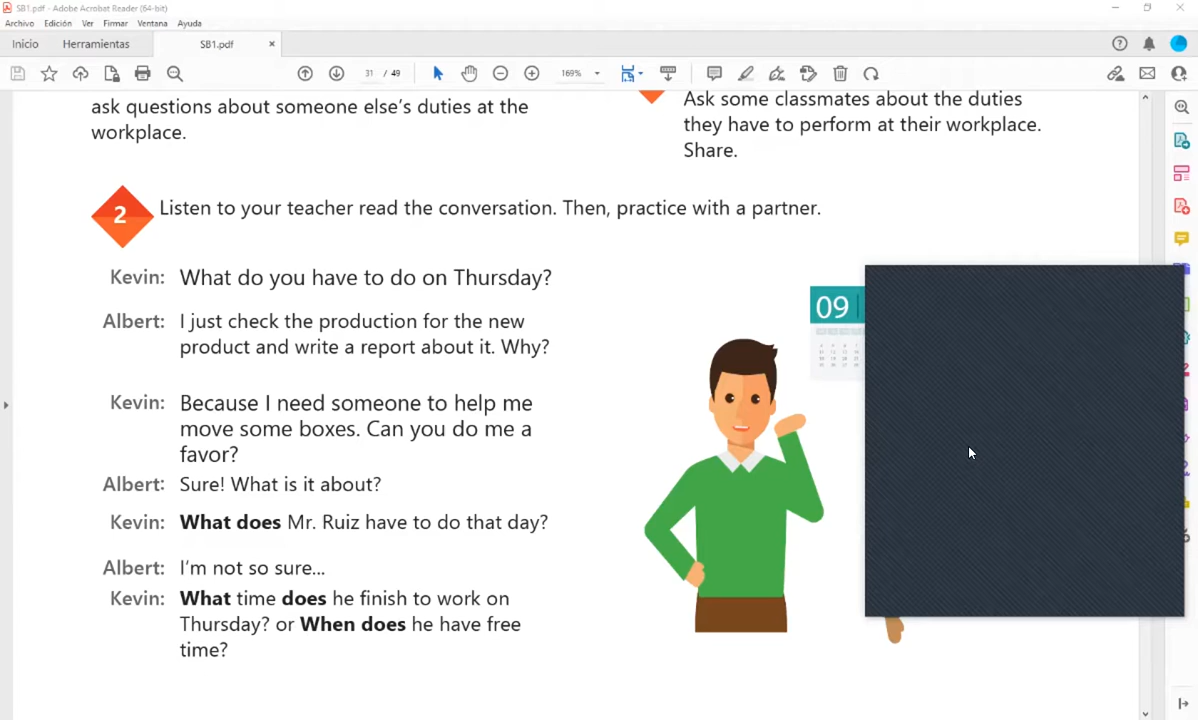 SB1.pdf - Adobe Acrobat Reader (64-bit)
Archivo Edición Ver Firmar Ventana Ayuda
Inicio Herramientas SB1.pdf ×
31 / 49 169%
ask questions about someone else's duties at the
workplace.
Ask some classmates about the duties
they have to perform at their workplace.
Share.
2 Listen to your teacher read the conversation. Then, practice with a partner.
Kevin: What do you have to do on Thursday?
Albert: I just check the production for the new
product and write a report about it. Why?
Kevin: Because I need someone to help me
move some boxes. Can you do me a
favor?
Albert: Sure! What is it about?
Kevin: What does Mr. Ruiz have to do that day?
Albert: I'm not so sure...
Kevin: What time does he finish to work on
Thursday? or When does he have free
time?
09